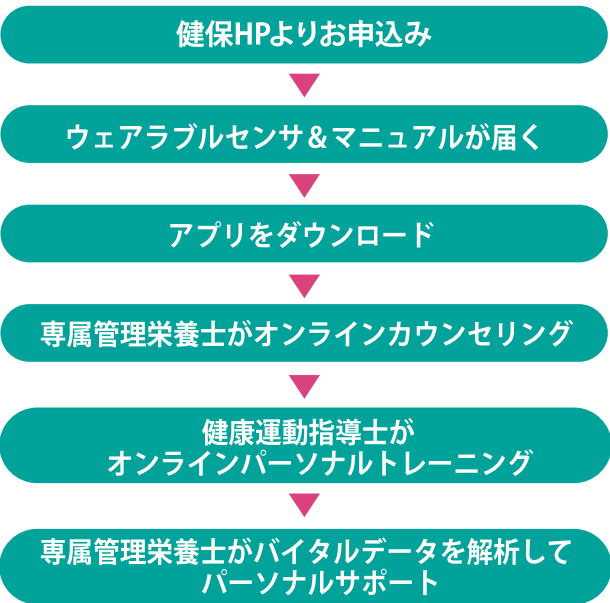 健保HPよりお申込み
ウェアラブルセンサ＆マニュアルが届く
アプリをダウンロード
専属管理栄養士がオンラインカウンセリング
健康運動指導士が
オンラインパーソナルトレーニング
専属管理栄養士がバイタルデータを解析して
パーソナルサポート